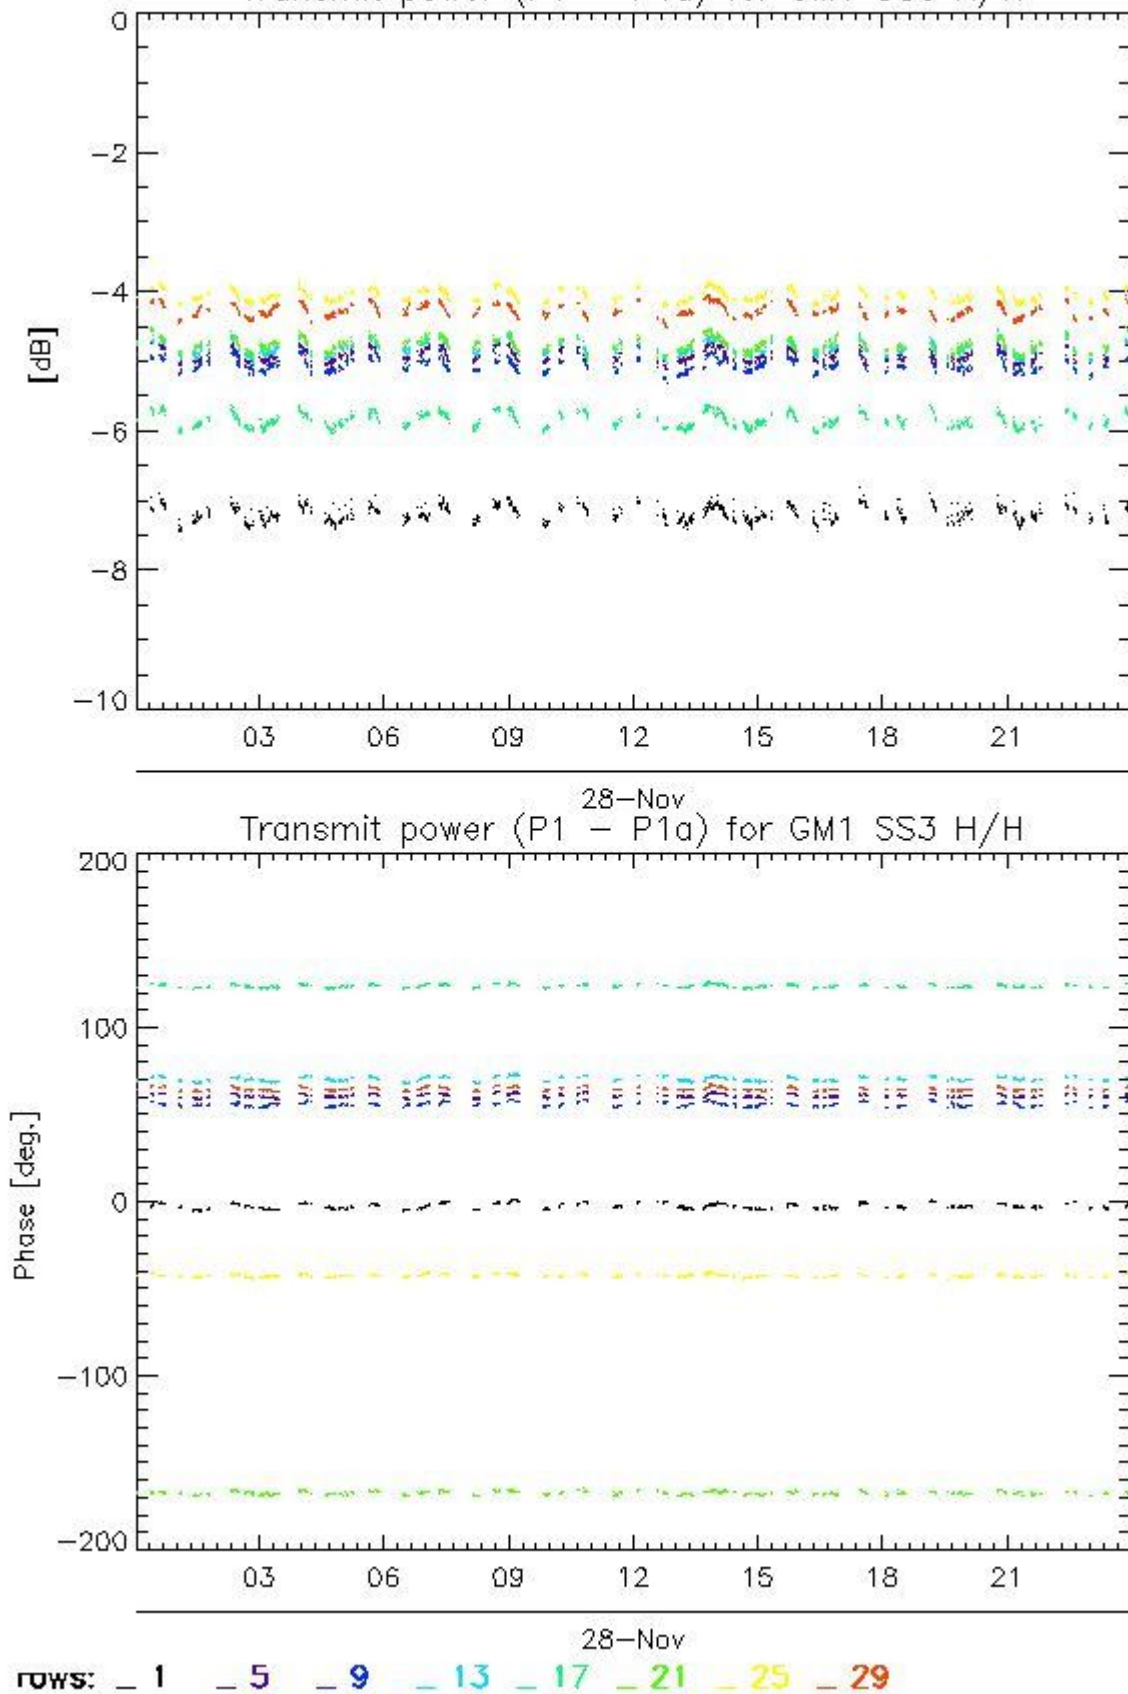 0
−2
−4
[dB]
−6
−8
−10
03 06 09 12 15 18 21
28−Nov
Transmit power (P1 − P1a) for GM1 SS3 H/H
200
100
Phase [deg.]
0
−100
−200
03 06 09 12 15 18 21
28−Nov
rows: _ 1 _ 5 _ 9 _ 13 _ 17 _ 21 _ 25 _ 29